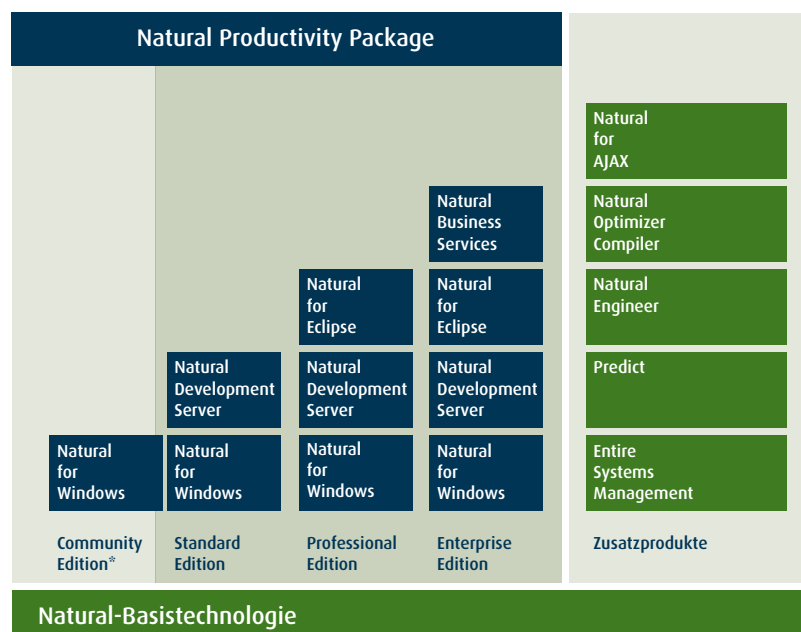 Natural Productivity Package
Natural
for
AJAX
Natural
Business
Services
Natural
Optimizer
Compiler
Natural
for
Eclipse
Natural
for
Eclipse
Natural
Engineer
Natural
Development
Server
Natural
Development
Server
Natural
Development
Server
Predict
Natural
for
Windows
Natural
for
Windows
Natural
for
Windows
Natural
for
Windows
Entire
Systems
Management
Community
Edition*
Standard
Edition
Professional
Edition
Enterprise
Edition
Zusatzprodukte
Natural-Basistechnologie